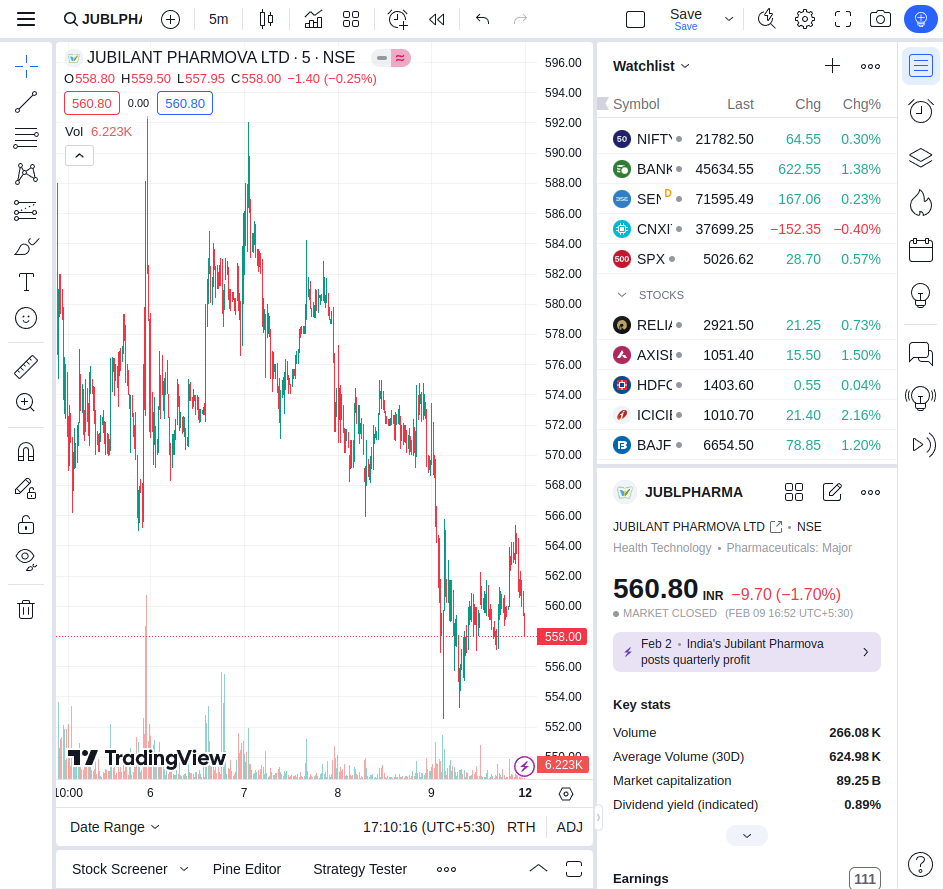 JUBLPHA
5m
Save
Save
JUBILANT PHARMOVA LTD · 5 · NSE
O558.80 H559.50 L557.95 C558.00 −1.40 (−0.25%)
560.80 0.00 560.80
Vol 6.223K
596.00
594.00
592.00
590.00
588.00
586.00
584.00
582.00
580.00
578.00
576.00
574.00
572.00
570.00
568.00
566.00
564.00
562.00
560.00
558.00
556.00
554.00
552.00
550.00
6.223K
TradingView
10:00 6 7 8 9 12
Date Range 17:10:16 (UTC+5:30) RTH ADJ
Stock Screener Pine Editor Strategy Tester
Watchlist
Symbol Last Chg Chg%
50 NIFTY 21782.50 64.55 0.30%
BANK 45634.55 622.55 1.38%
SEN D 71595.49 167.06 0.23%
CNXI 37699.25 −152.35 −0.40%
500 SPX 5026.62 28.70 0.57%
STOCKS
RELIA 2921.50 21.25 0.73%
AXISB 1051.40 15.50 1.50%
HDFC 1403.60 0.55 0.04%
ICICIB 1010.70 21.40 2.16%
BAJF 6654.50 78.85 1.20%
JUBLPHARMA
JUBILANT PHARMOVA LTD • NSE
Health Technology • Pharmaceuticals: Major
560.80 INR −9.70 (−1.70%)
MARKET CLOSED (FEB 09 16:52 UTC+5:30)
Feb 2 • India's Jubilant Pharmova
posts quarterly profit
Key stats
Volume 266.08 K
Average Volume (30D) 624.98 K
Market capitalization 89.25 B
Dividend yield (indicated) 0.89%
Earnings
111